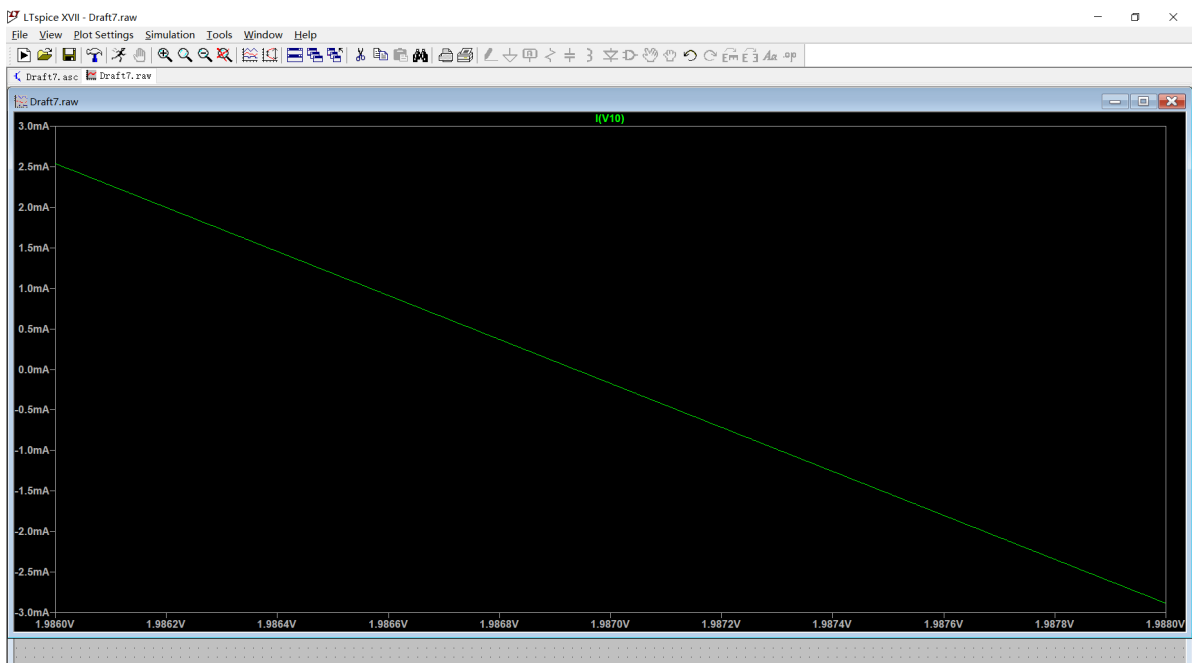 LTspice XVII - Draft7.raw
File View Plot Settings Simulation Tools Window Help
Draft7.asc Draft7.raw
Draft7.raw
I(V10)
3.0mA
2.5mA
2.0mA
1.5mA
1.0mA
0.5mA
0.0mA
-0.5mA
-1.0mA
-1.5mA
-2.0mA
-2.5mA
-3.0mA
1.9860V 1.9862V 1.9864V 1.9866V 1.9868V 1.9870V 1.9872V 1.9874V 1.9876V 1.9878V 1.9880V